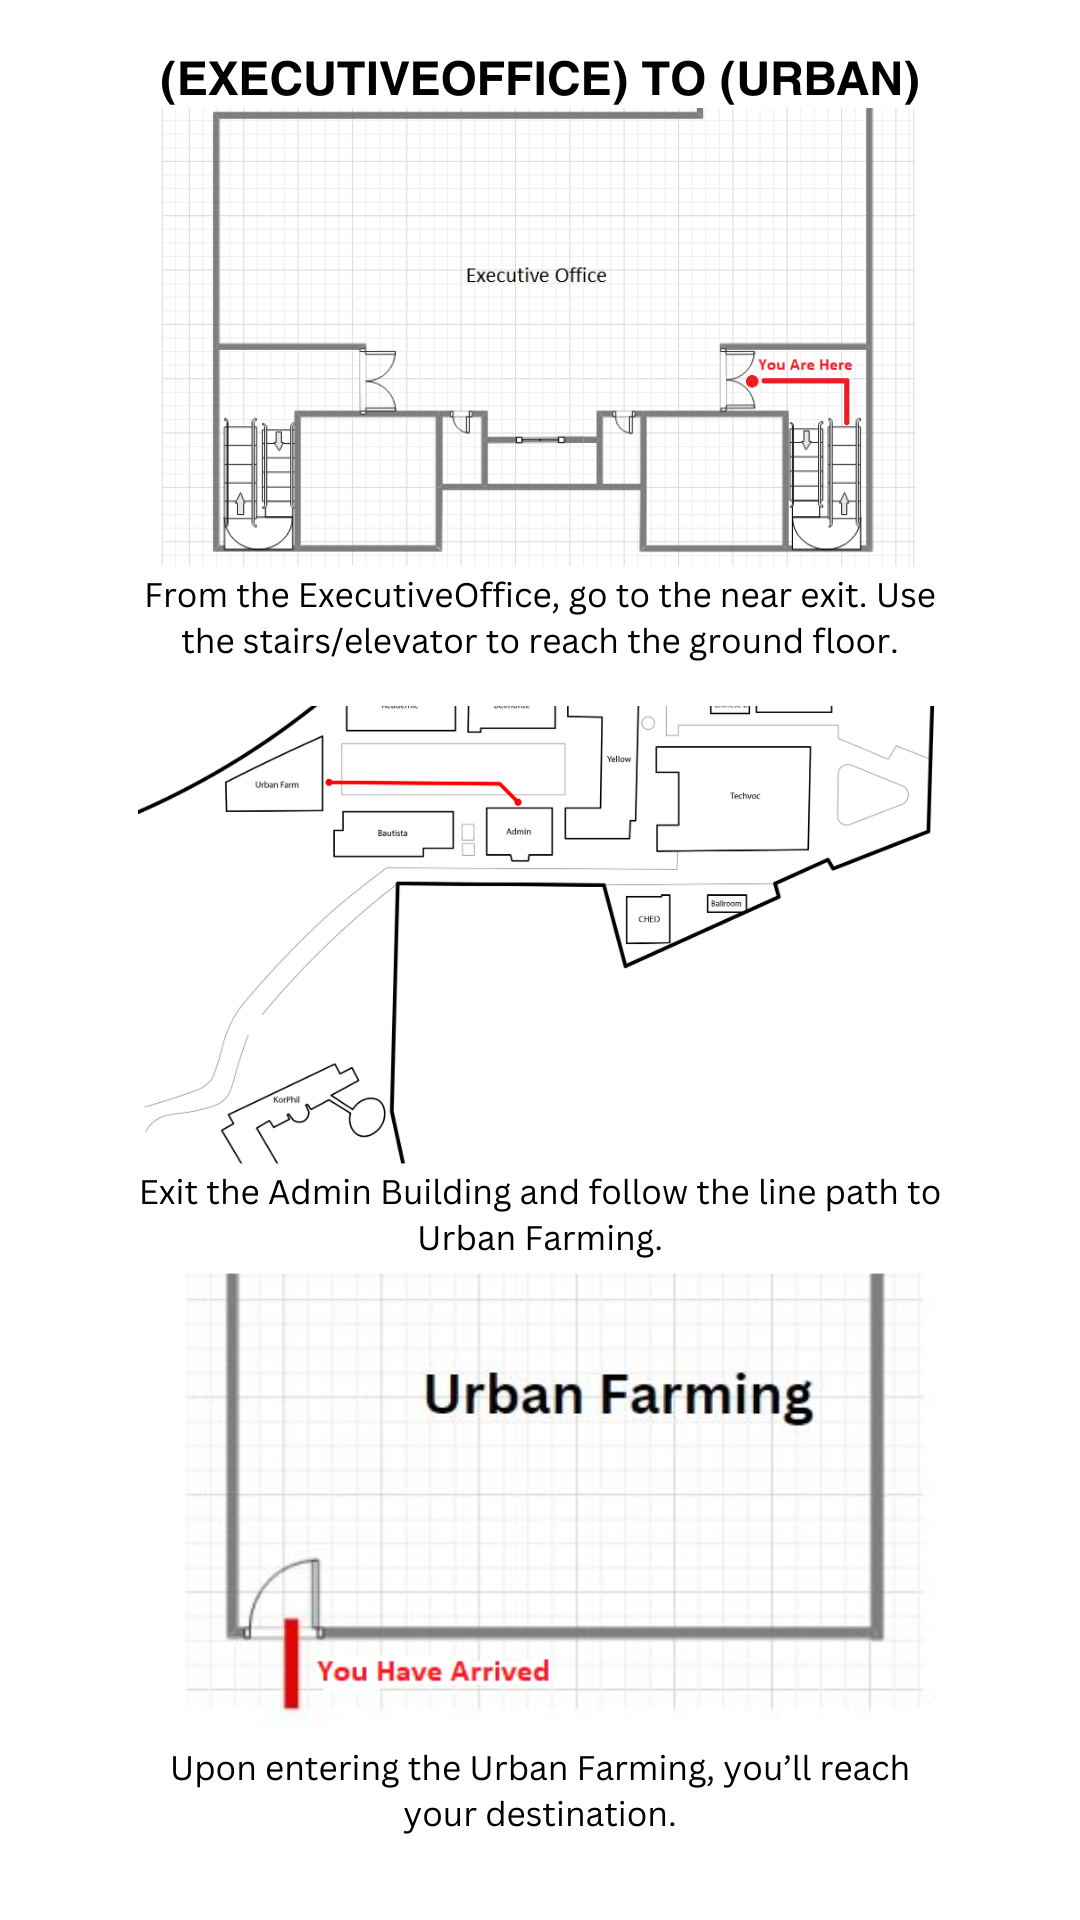 (EXECUTIVEOFFICE) TO (URBAN)
Executive Office
You Are Here
From the ExecutiveOffice, go to the near exit. Use
the stairs/elevator to reach the ground floor.
Academic
Belmonte
Yellow
Urban Farm
Techvoc
Bautista
Admin
CHED
Ballroom
KorPhil
Exit the Admin Building and follow the line path to
Urban Farming.
Urban Farming
You Have Arrived
Upon entering the Urban Farming, you’ll reach
your destination.